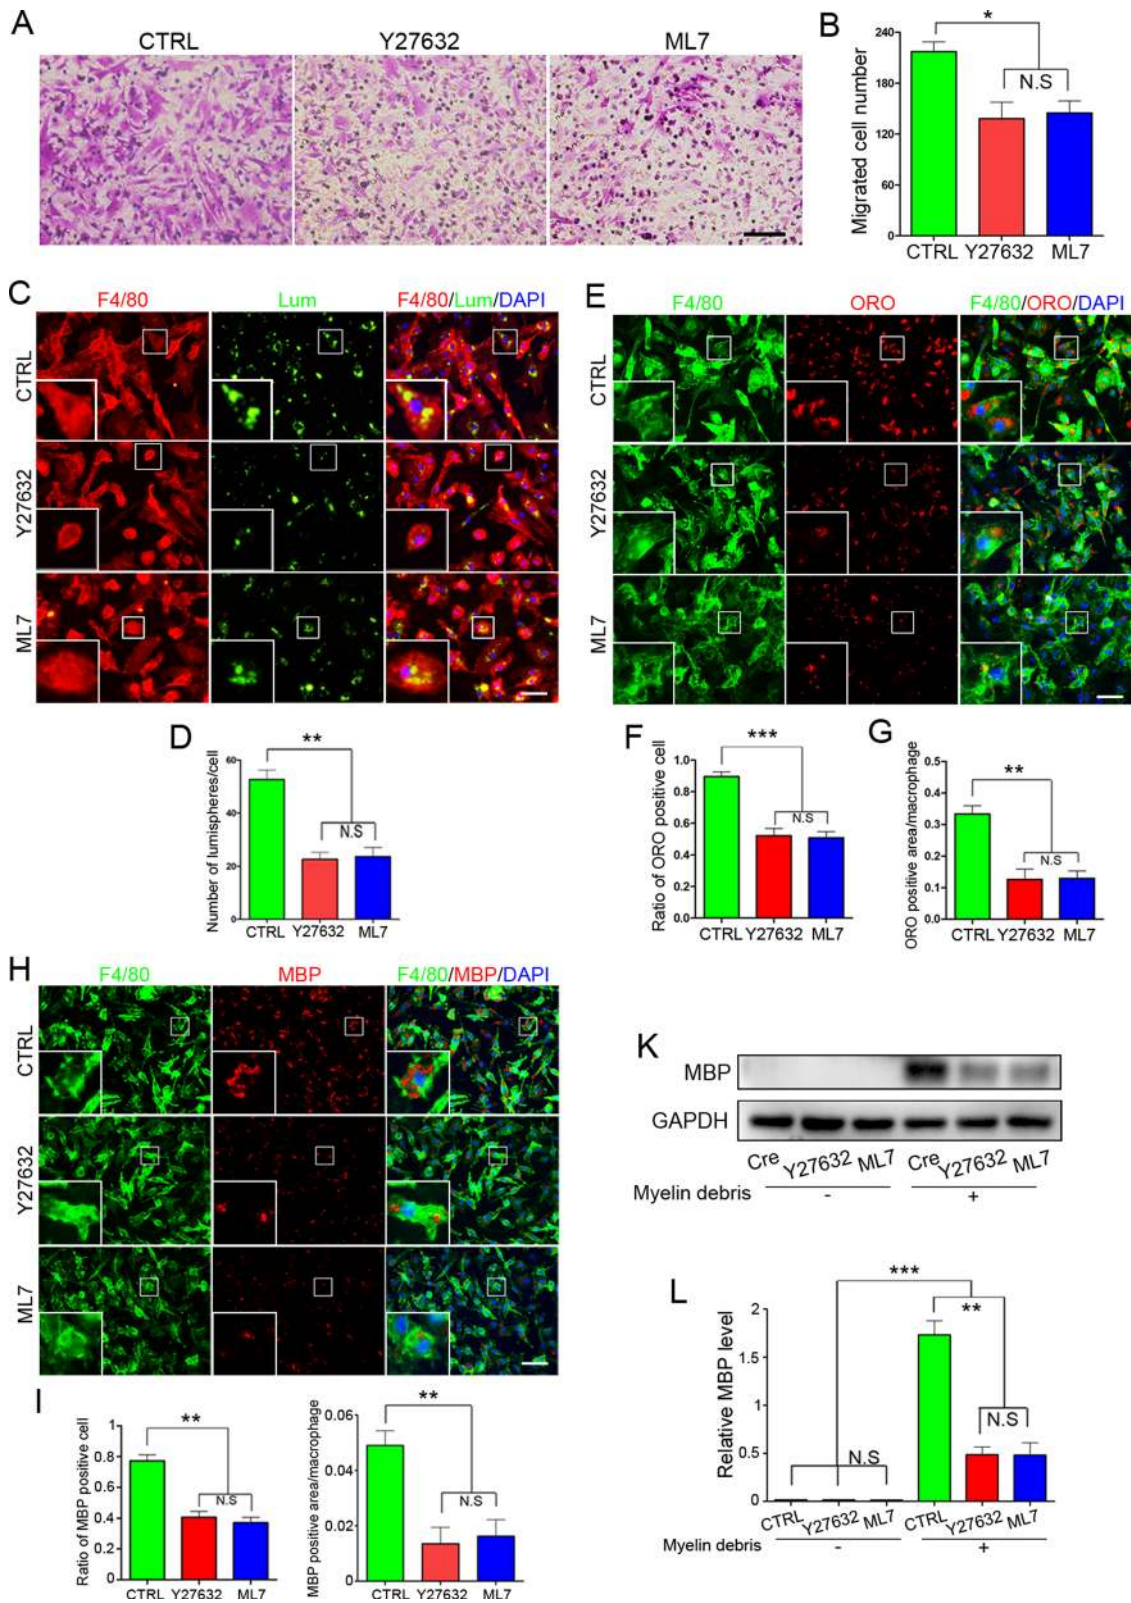 A
CTRL
Y27632
ML7
B
*
N.S
Migrated cell number
240
180
120
60
0
CTRL Y27632 ML7
C
F4/80
Lum
F4/80/Lum/DAPI
CTRL
Y27632
ML7
E
F4/80
ORO
F4/80/ORO/DAPI
CTRL
Y27632
ML7
D
**
N.S
Number of lumispheres/cell
60
40
20
0
CTRL Y27632 ML7
F
***
N.S
Ratio of ORO positive cell
1.0
0.8
0.6
0.4
0.2
0.0
CTRL Y27632 ML7
G
**
N.S
ORO positive area/macrophage
0.5
0.4
0.3
0.2
0.1
0.0
CTRL Y27632 ML7
H
F4/80
MBP
F4/80/MBP/DAPI
CTRL
Y27632
ML7
I
**
N.S
Ratio of MBP positive cell
1
0.8
0.6
0.4
0.2
0
CTRL Y27632 ML7
**
N.S
MBP positive area/macrophage
0.06
0.04
0.02
0
CTRL Y27632 ML7
K
MBP
GAPDH
Cre Y27632 ML7 Cre Y27632 ML7
Myelin debris - +
L
***
**
N.S
N.S
Relative MBP level
2
1.5
1
0.5
0
CTRL Y27632 ML7 CTRL Y27632 ML7
Myelin debris - +